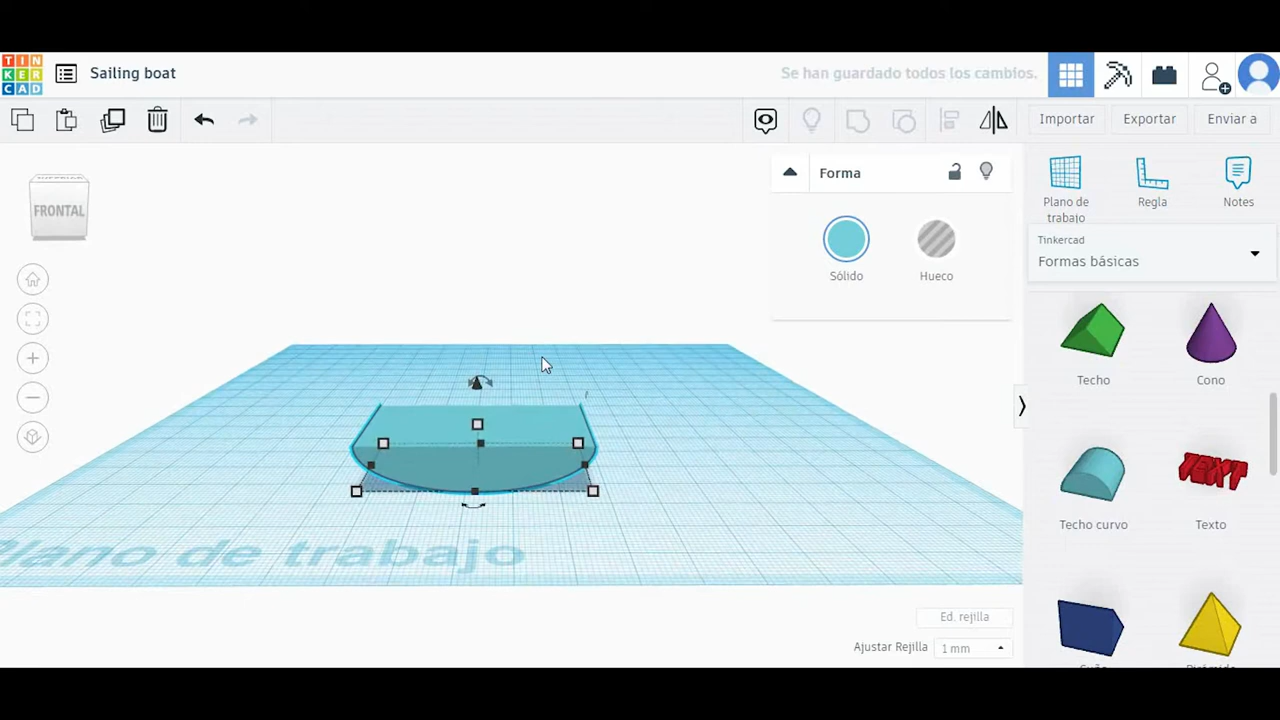 TIN
KER
CAD
Sailing boat
Se han guardado todos los cambios.
Importar
Exportar
Enviar a
FRONTAL
Forma
Sólido
Hueco
Plano de
trabajo
Regla
Notes
Tinkercad
Formas básicas
Techo
Cono
Techo curvo
TEXT
Texto
Plano de trabajo
Ed. rejilla
Ajustar Rejilla
1 mm